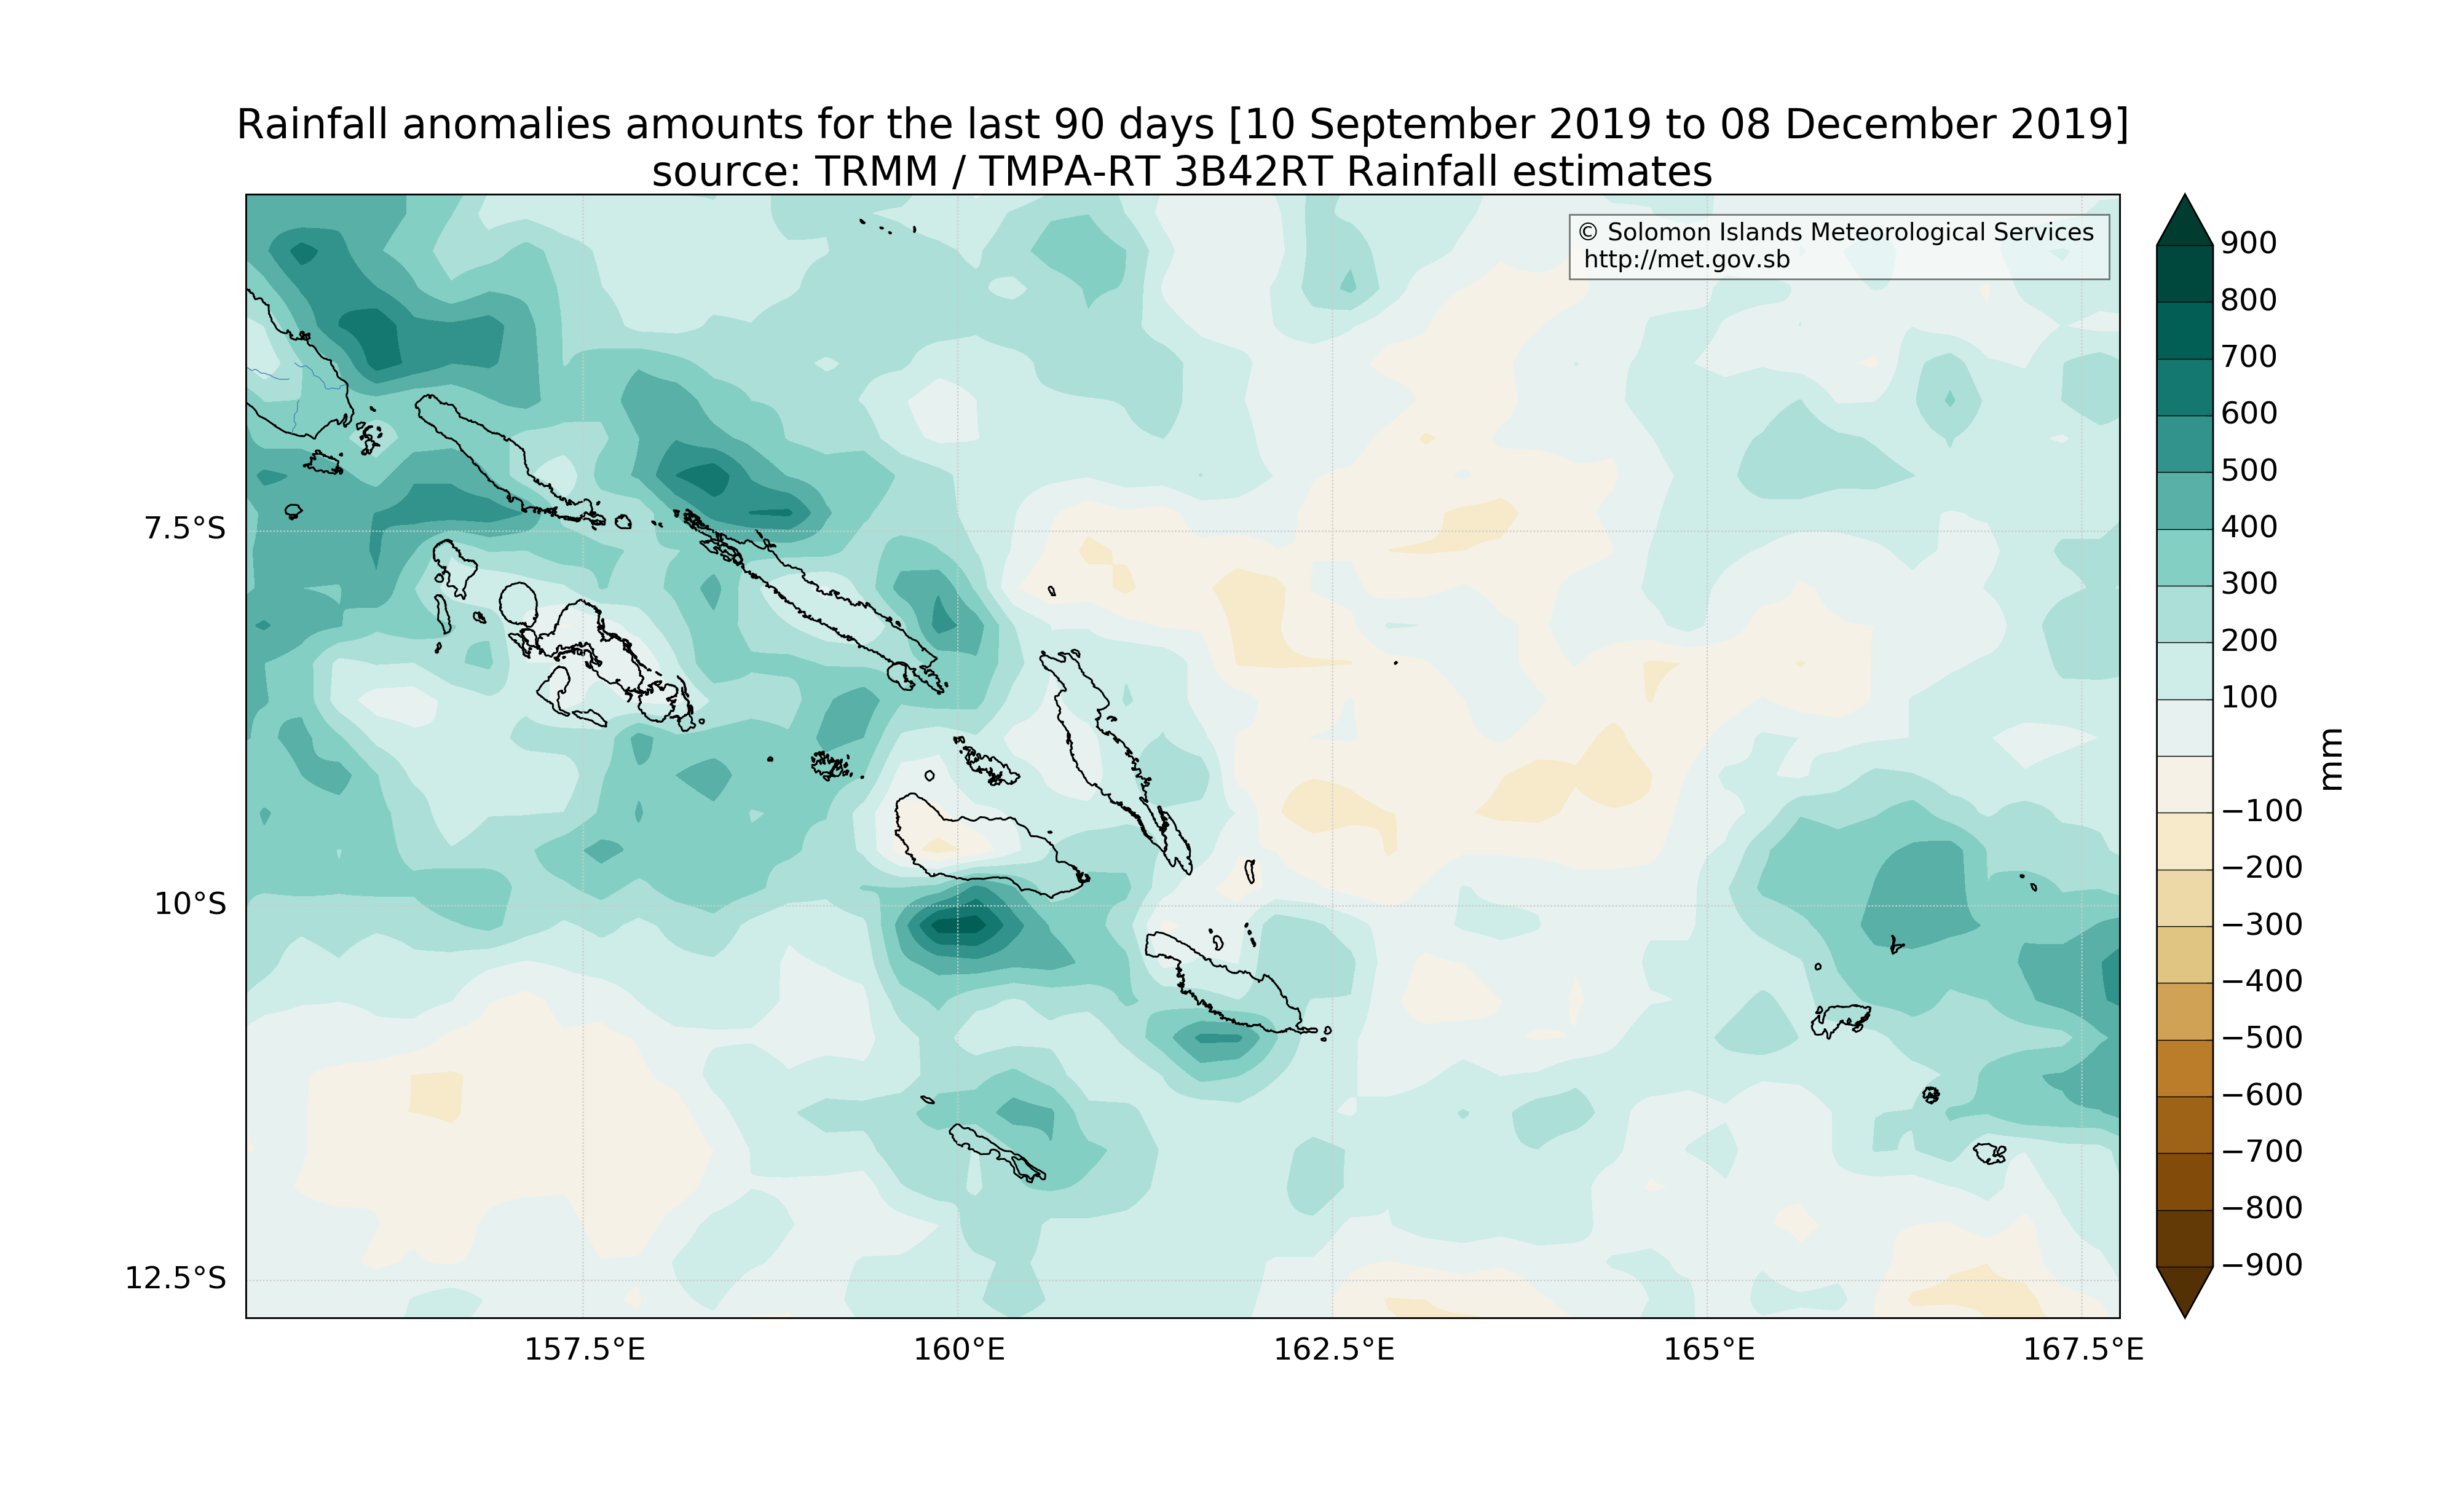 Rainfall anomalies amounts for the last 90 days [10 September 2019 to 08 December 2019]
source: TRMM / TMPA-RT 3B42RT Rainfall estimates
© Solomon Islands Meteorological Services
http://met.gov.sb
7.5°S
10°S
12.5°S
157.5°E
160°E
162.5°E
165°E
167.5°E
900
800
700
600
500
400
300
200
100
−100
−200
−300
−400
−500
−600
−700
−800
−900
mm